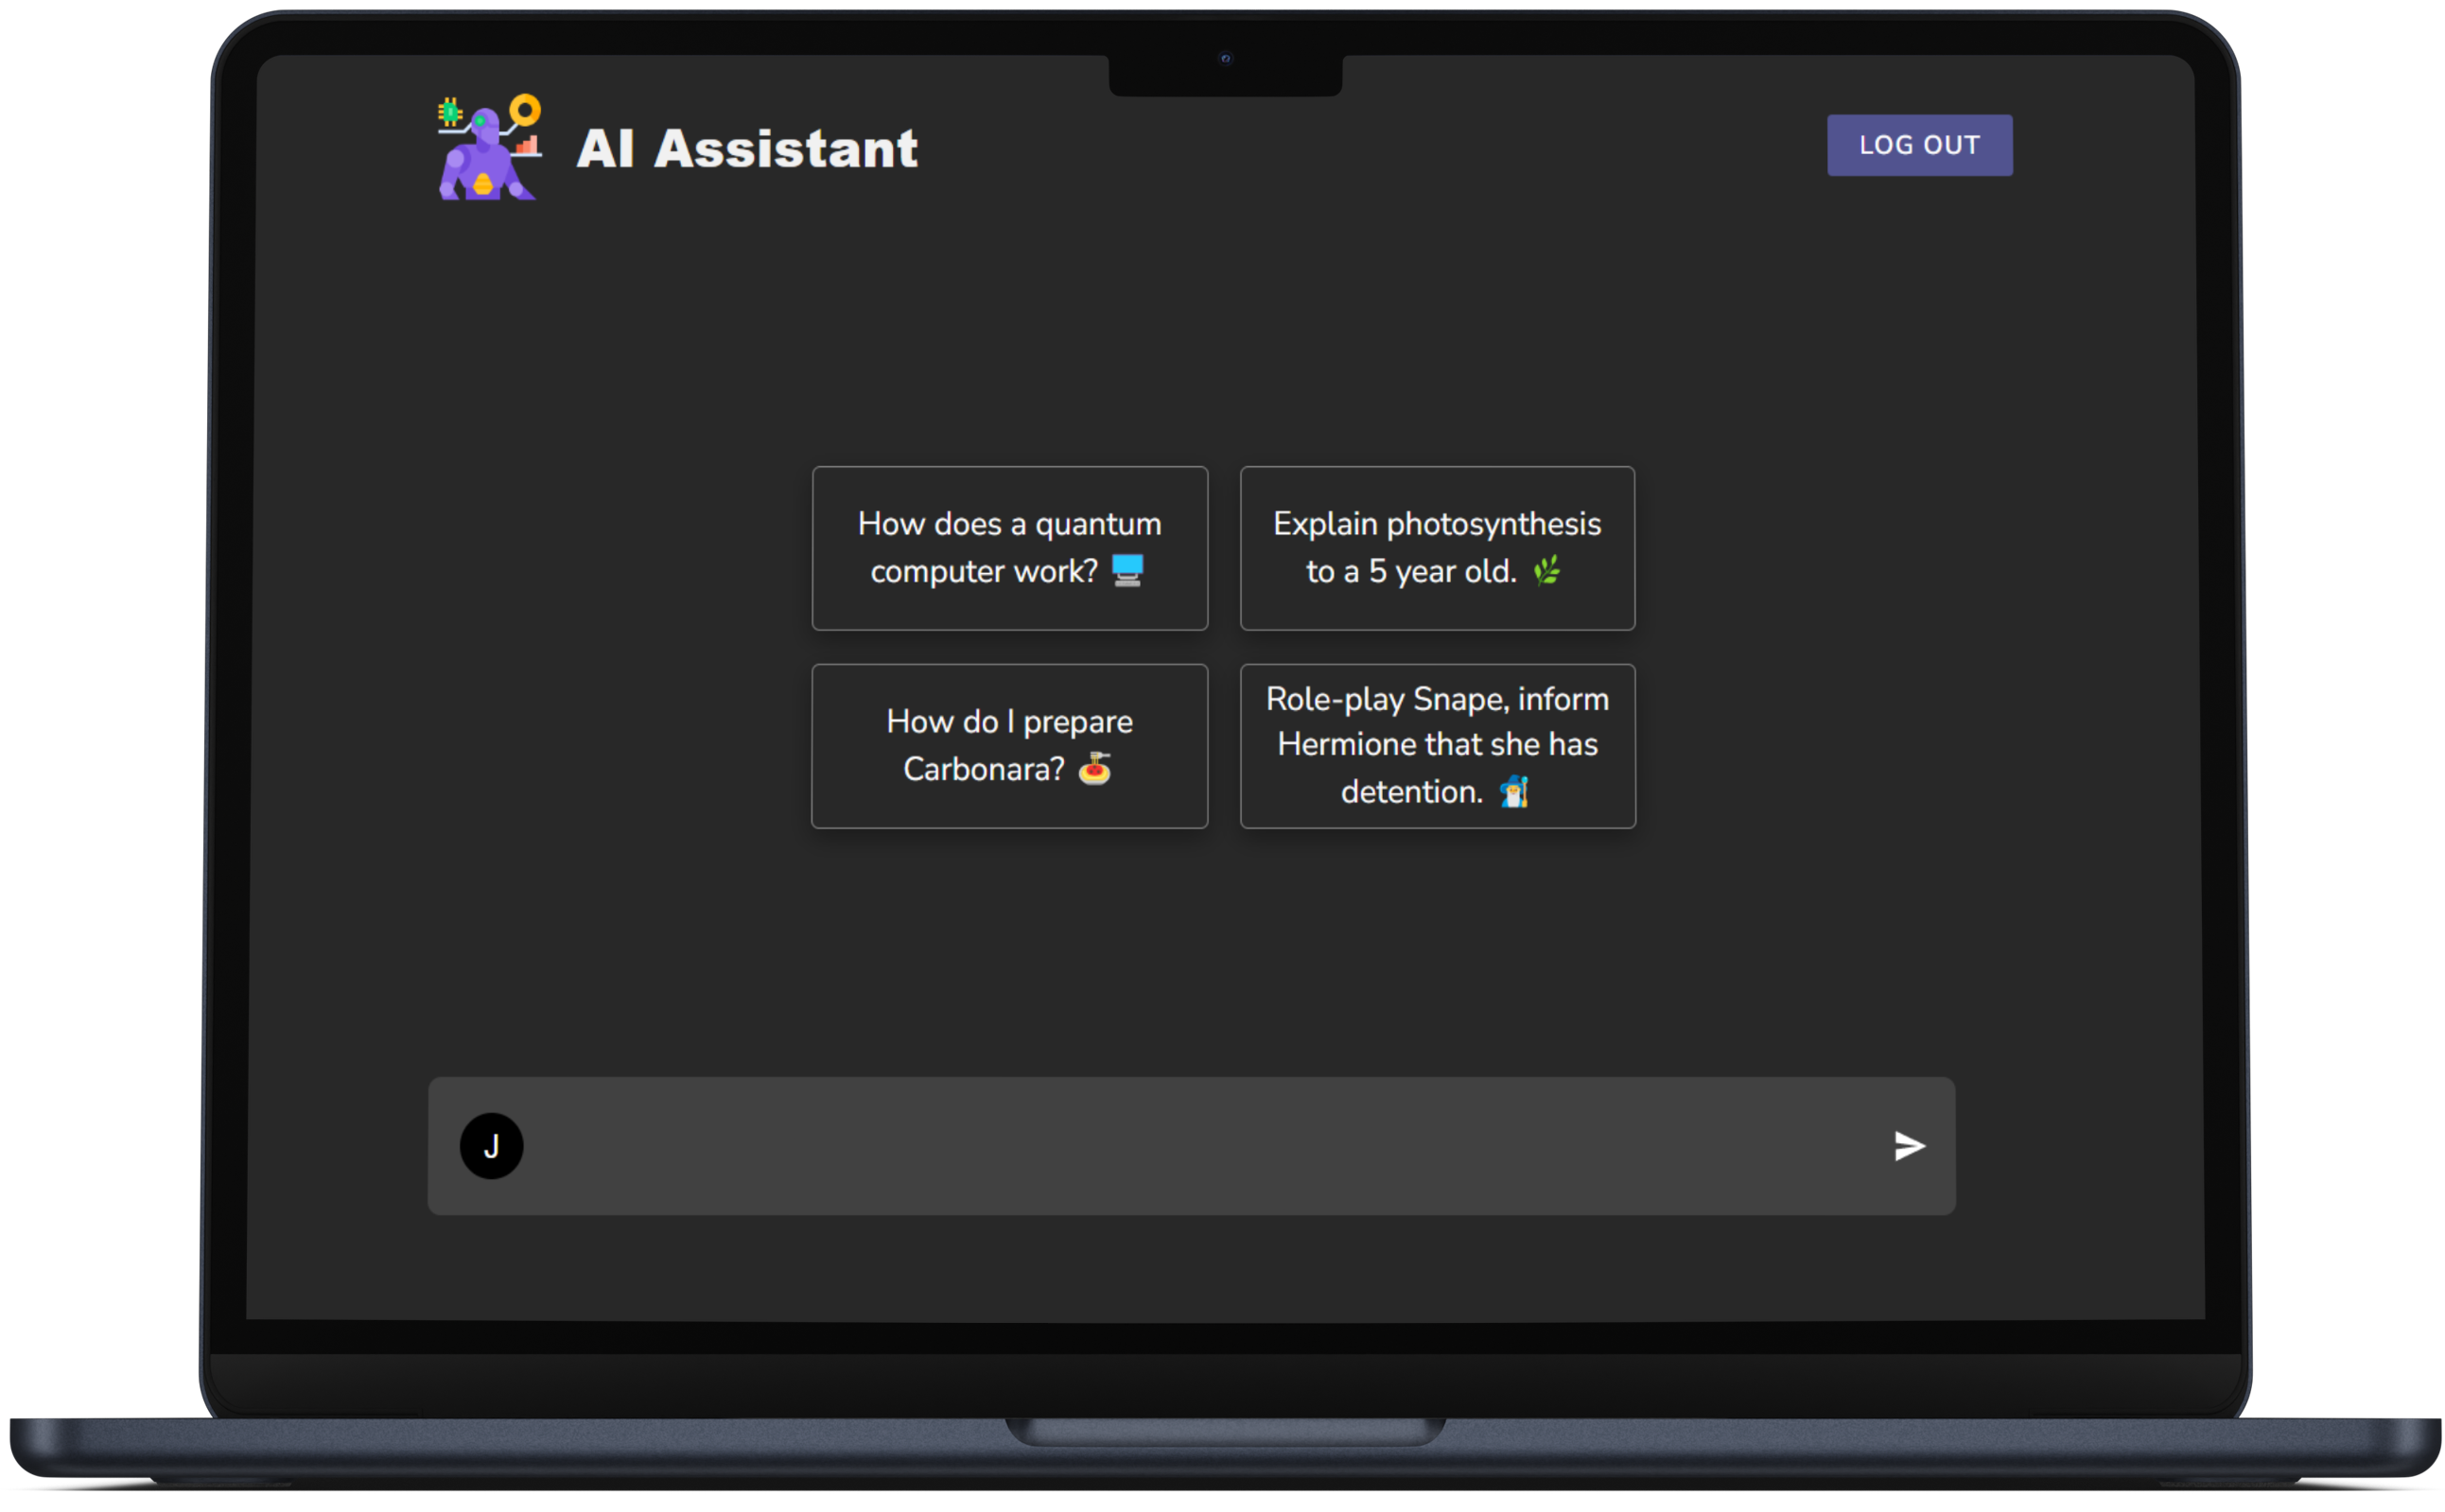 AI Assistant
LOG OUT
How does a quantum
computer work? 🖥️
Explain photosynthesis
to a 5 year old. 🌿
How do I prepare
Carbonara? 🍝
Role-play Snape, inform
Hermione that she has
detention. 🧙‍♂️
J